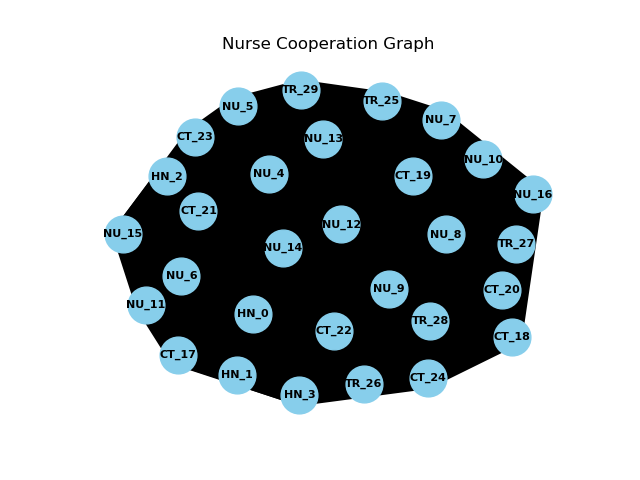 Nurse Cooperation Graph
TR_29
TR_25
NU_5
NU_7
CT_23
NU_13
NU_10
HN_2
NU_4
CT_19
NU_16
CT_21
NU_12
NU_15
NU_8
TR_27
NU_14
NU_6
NU_9
CT_20
NU_11
HN_0
TR_28
CT_22
CT_18
CT_17
HN_1
CT_24
TR_26
HN_3